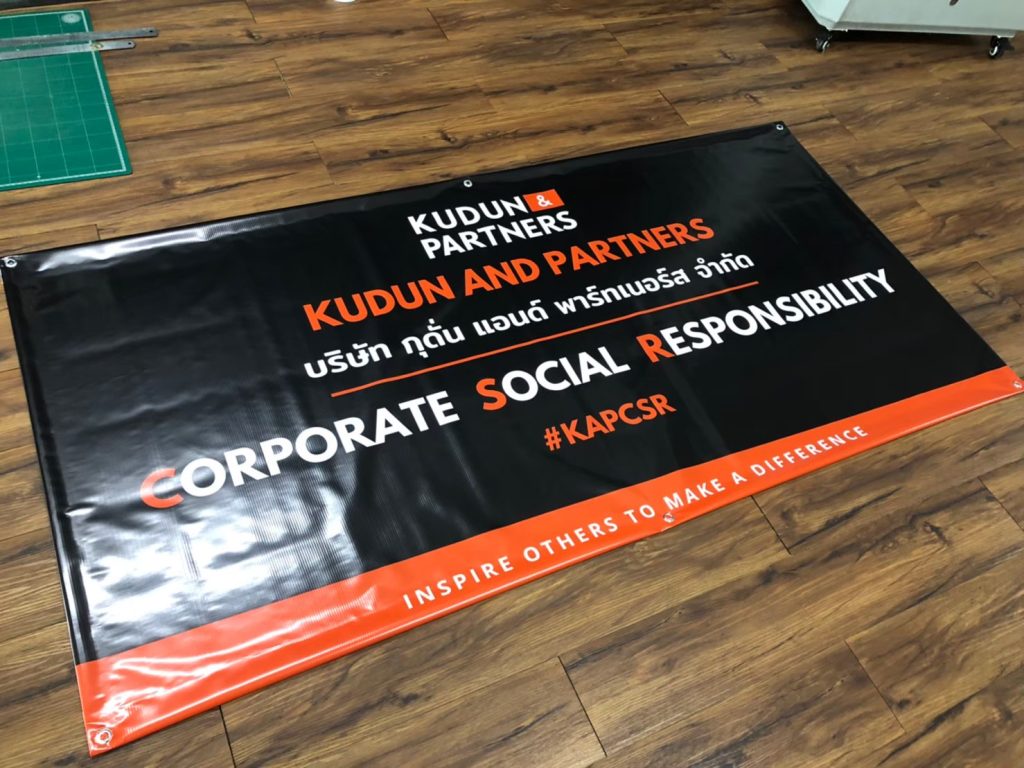 KUDUN &
PARTNERS
KUDUN AND PARTNERS
บริษัท กุดั่น แอนด์ พาร์ทเนอร์ส จำกัด
CORPORATE SOCIAL RESPONSIBILITY
#KAPCSR
INSPIRE OTHERS TO MAKE A DIFFERENCE